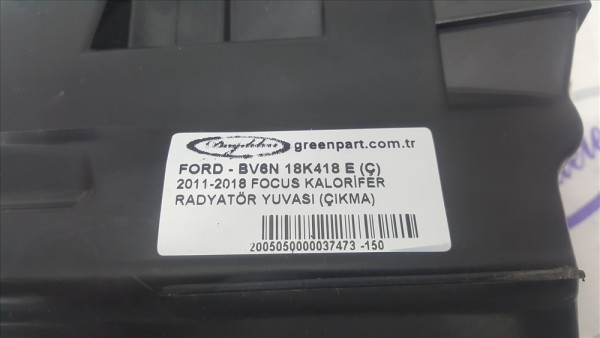 greenpart.com.tr
FORD - BV6N 18K418 E (Ç)
2011-2018 FOCUS KALORİFER
RADYATÖR YUVASI (ÇIKMA)
2005050000037473 -150